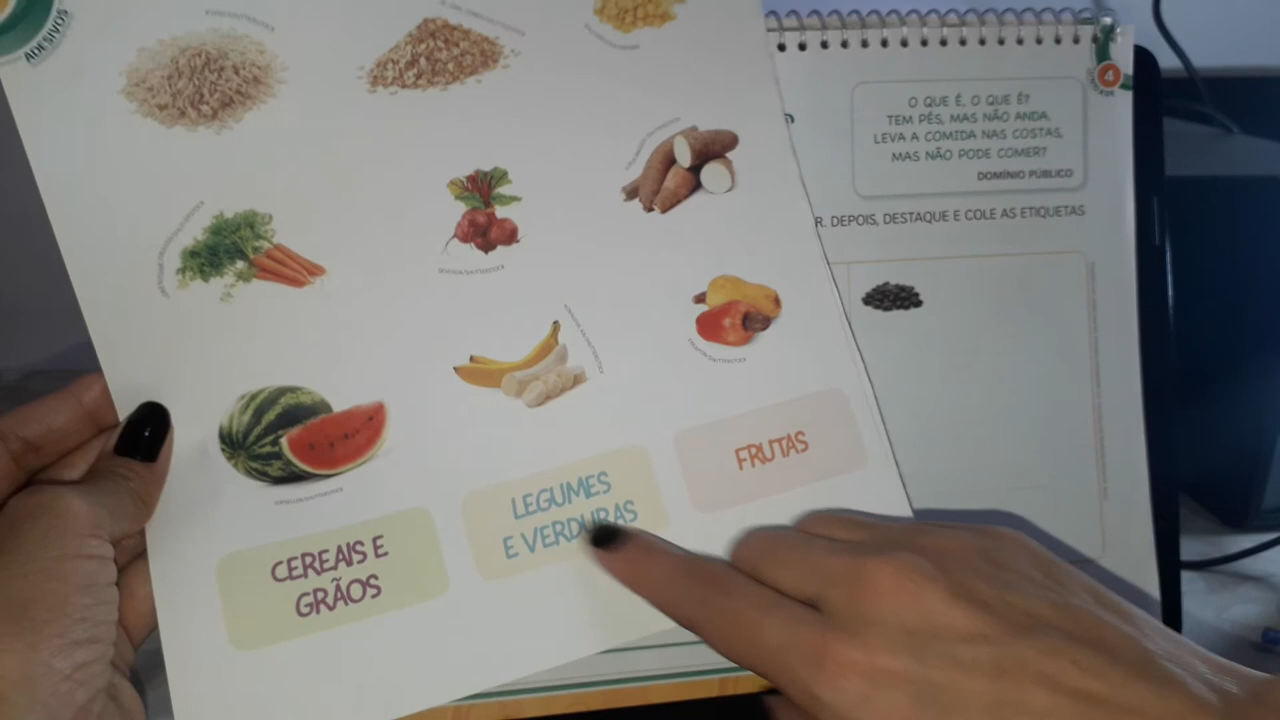 ADESIVOS
4
O QUE É, O QUE É?
TEM PÉS, MAS NÃO ANDA.
LEVA A COMIDA NAS COSTAS,
MAS NÃO PODE COMER?
DOMÍNIO PÚBLICO
R. DEPOIS, DESTAQUE E COLE AS ETIQUETAS
FRUTAS
LEGUMES
E VERDURAS
CEREAIS E
GRÃOS